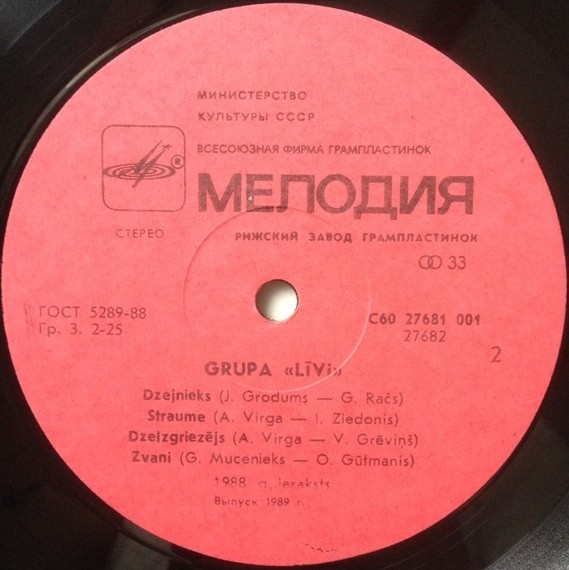 МИНИСТЕРСТВО
КУЛЬТУРЫ СССР
ВСЕСОЮЗНАЯ ФИРМА ГРАМПЛАСТИНОК
®
МЕЛОДИЯ
СТЕРЕО
РИЖСКИЙ ЗАВОД ГРАМПЛАСТИНОК
33
ГОСТ 5289-88
Гр. 3. 2-25
С60 27681 001
27682
2
GRUPA «LīVi»
Dzejnieks (J. Grodums — G. Račs)
Straume (A. Virga — I. Ziedonis)
Dzelzgriezējs (A. Virga — V. Grēviņš)
Zvani (G. Mucenieks — O. Gūtmanis)
1988 g. ieraksts
Выпуск 1989 г.